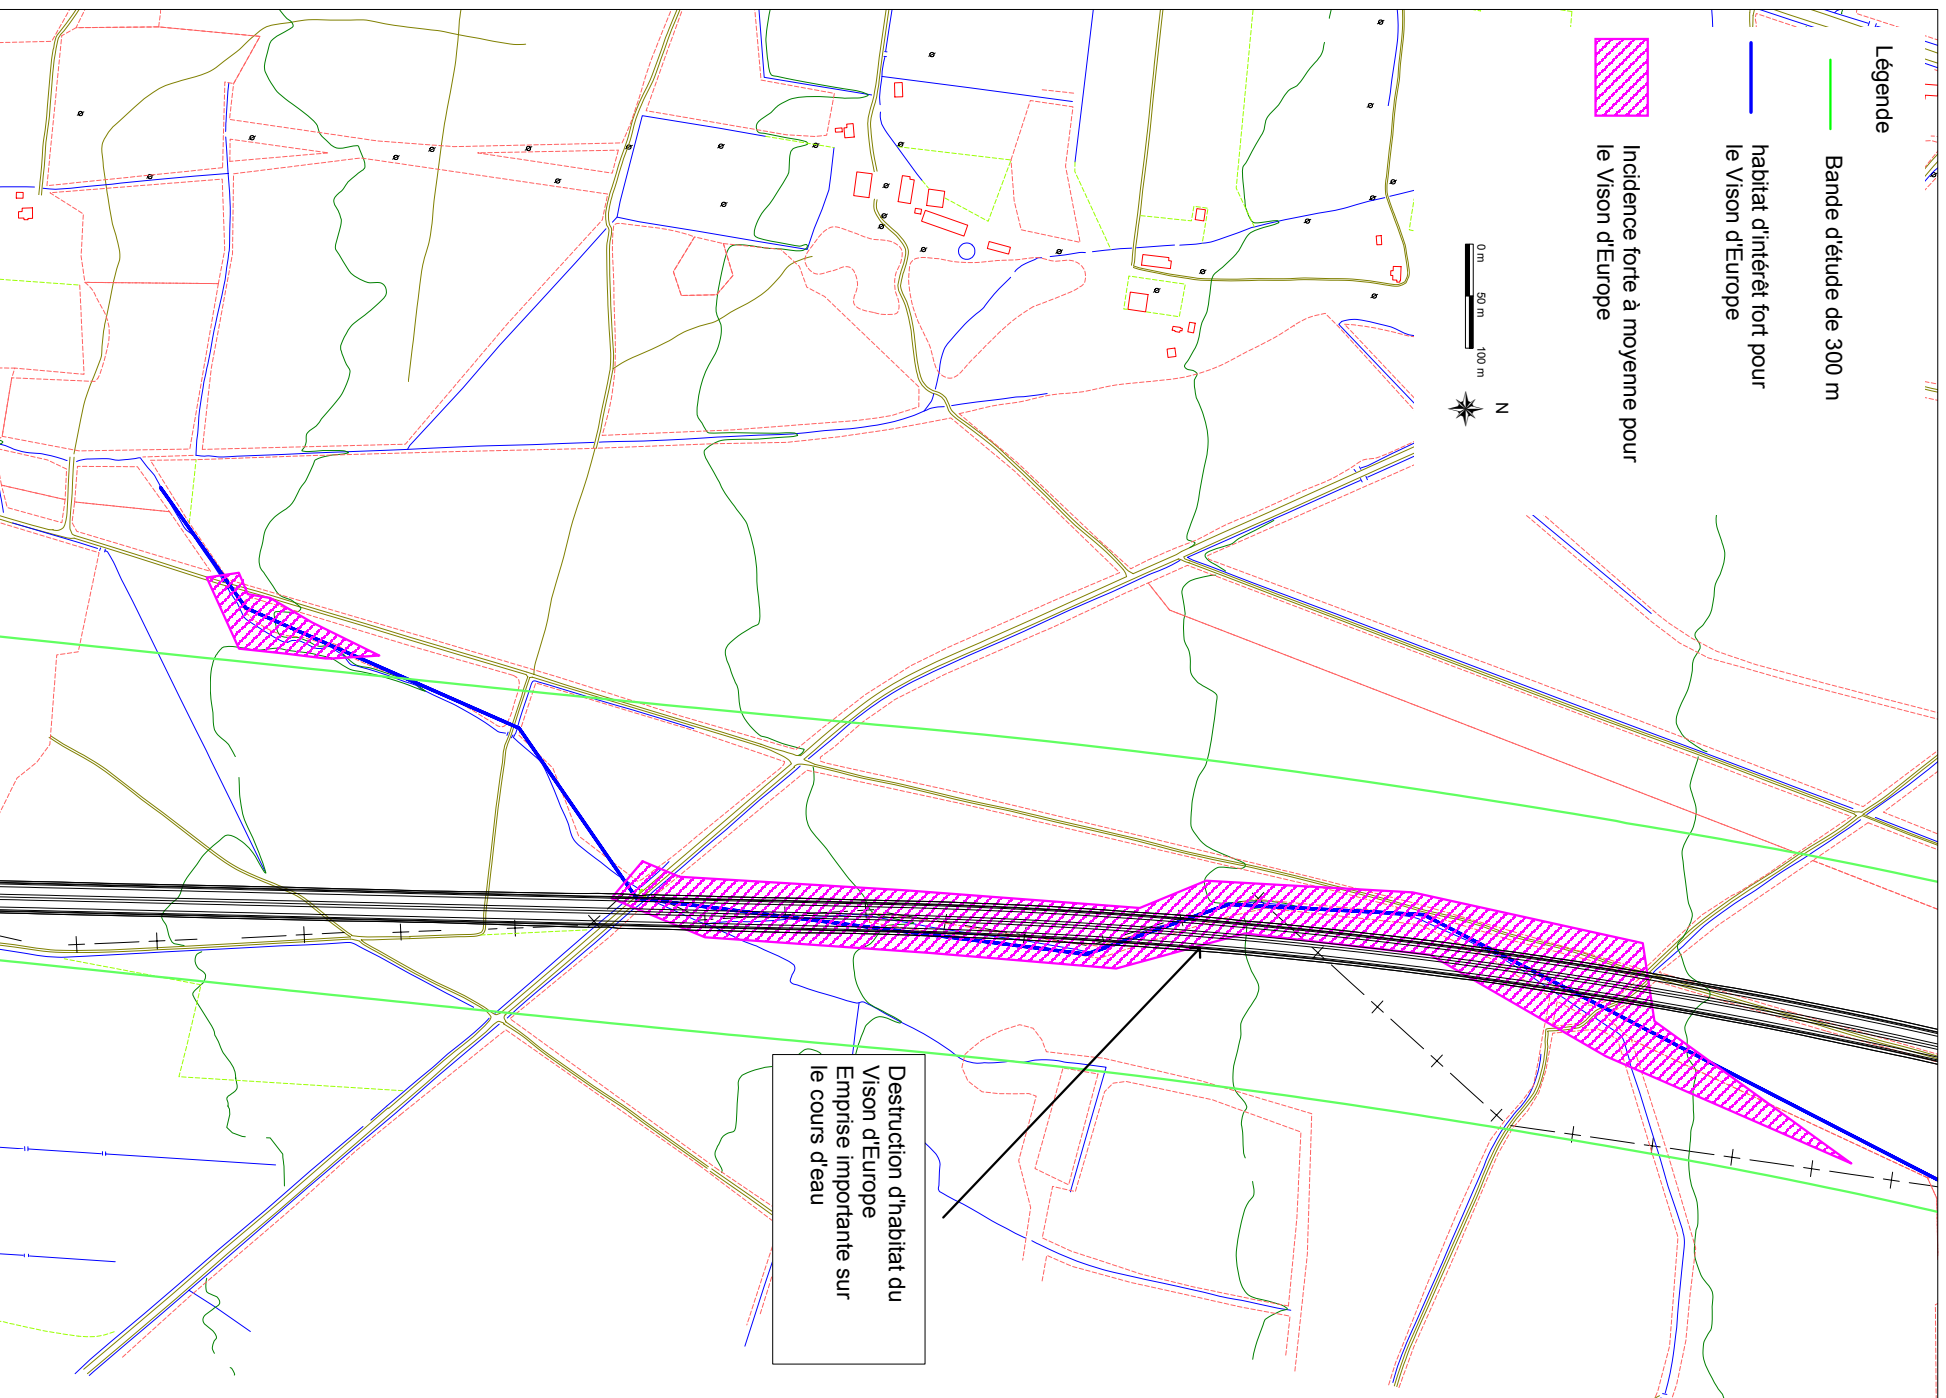 Légende
Bande d'étude de 300 m
habitat d'intérêt fort pour
le Vison d'Europe
Incidence forte à moyenne pour
le Vison d'Europe
0 m
50 m
100 m
N
Destruction d'habitat du
Vison d'Europe
Emprise importante sur
le cours d'eau